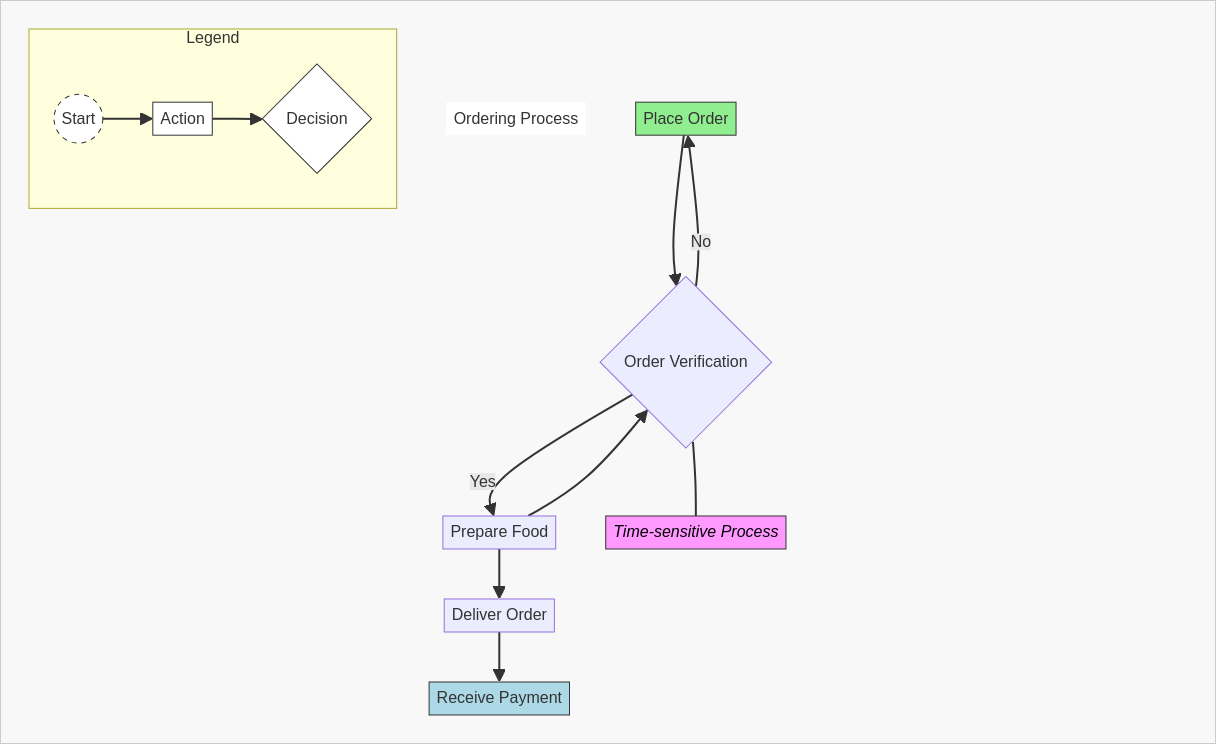 Legend
Start
Action
Decision
Ordering Process
Place Order
No
Order Verification
Yes
Prepare Food
Time-sensitive Process
Deliver Order
Receive Payment